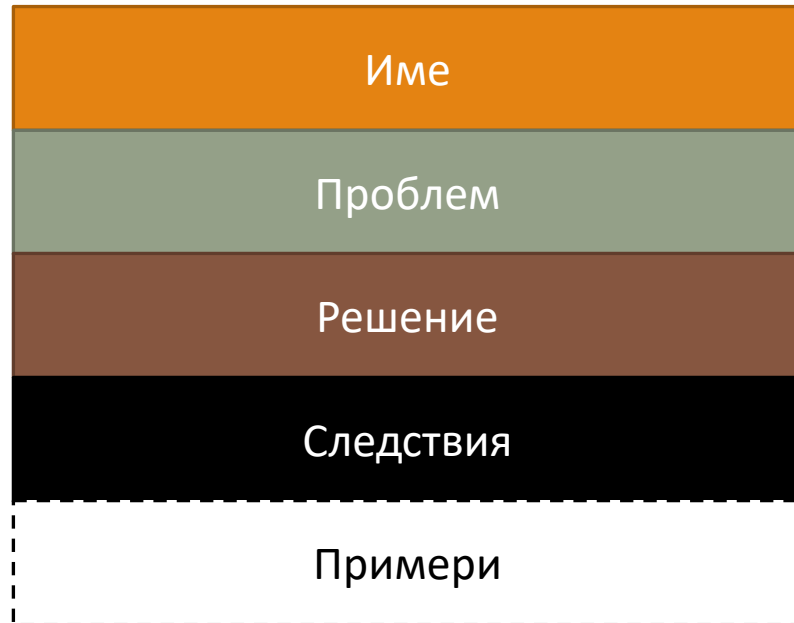 Име
Проблем
Решение
Следствия
Примери